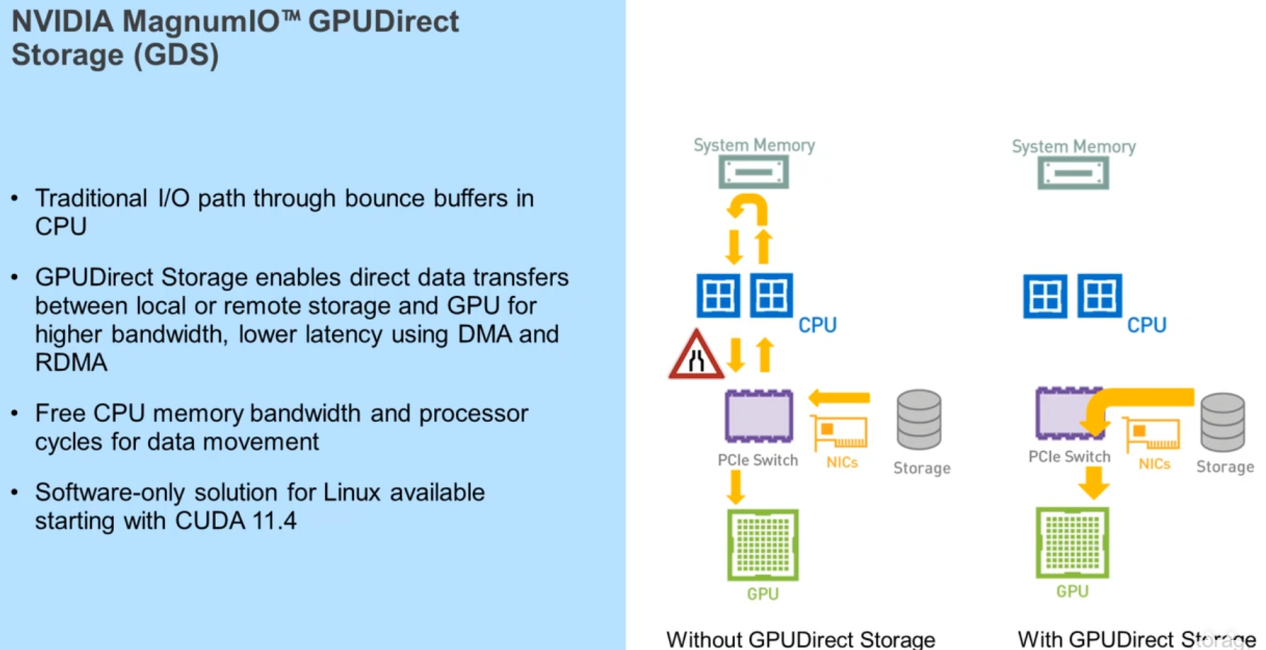 NVIDIA MagnumIO™ GPUDirect
Storage (GDS)
• Traditional I/O path through bounce buffers in
CPU
• GPUDirect Storage enables direct data transfers
between local or remote storage and GPU for
higher bandwidth, lower latency using DMA and
RDMA
• Free CPU memory bandwidth and processor
cycles for data movement
• Software-only solution for Linux available
starting with CUDA 11.4
System Memory
CPU
PCIe Switch
NICs
Storage
GPU
Without GPUDirect Storage
System Memory
CPU
PCIe Switch
NICs
Storage
GPU
With GPUDirect Storage